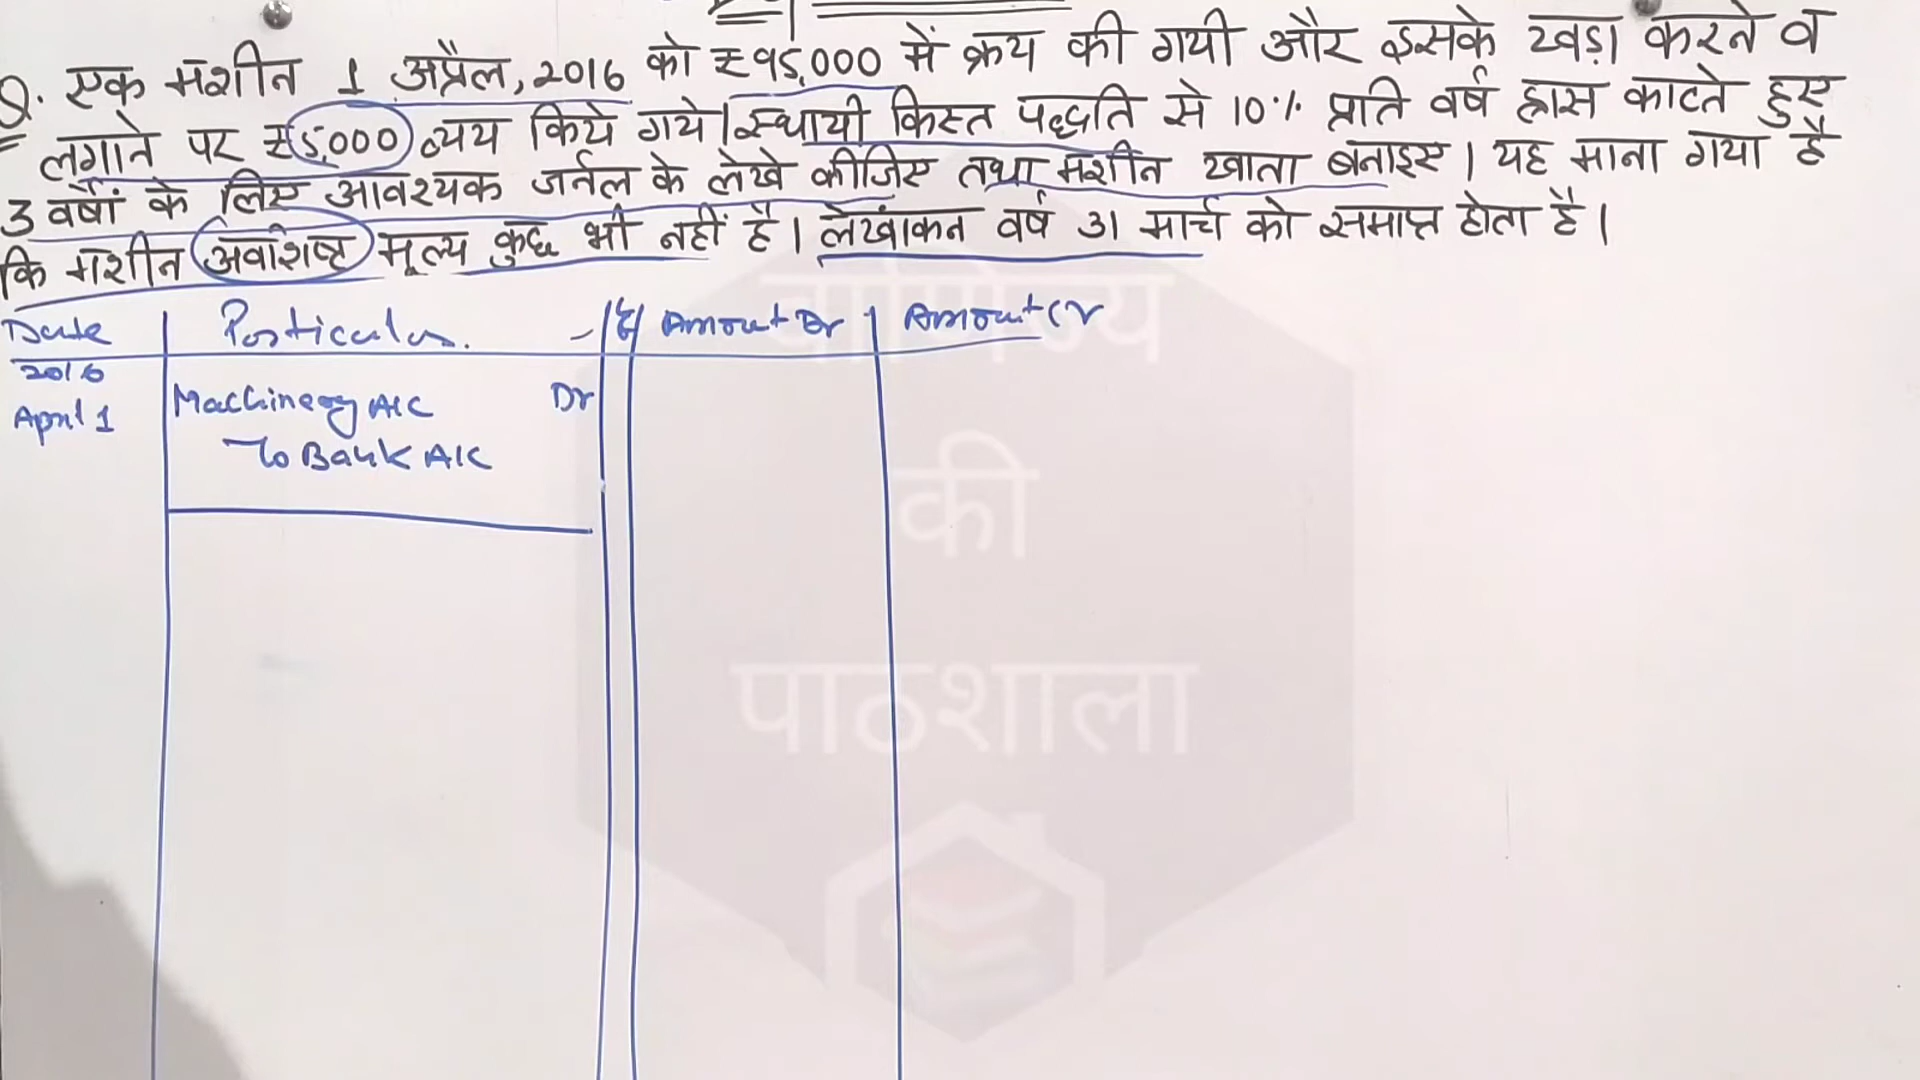 Q. एक मशीन 1 अप्रैल, 2016 को ₹95,000 में क्रय की गयी और इसके खड़ा करने व
लगाने पर ₹5,000 व्यय किये गये। स्थायी किस्त पद्धति से 10% प्रति वर्ष ह्रास काटते हुए
3 वर्षों के लिए आवश्यक जर्नल के लेखे कीजिए तथा मशीन खाता बनाइए। यह माना गया है
कि मशीन अवशिष्ट मूल्य कुछ भी नहीं है। लेखांकन वर्ष 31 मार्च को समाप्त होता है।
Date Particulas. Amount Dr Amount Cr
2016
April 1 Machinery A/C Dr
To Bank A/C
वाणिज्य
की
पाठशाला